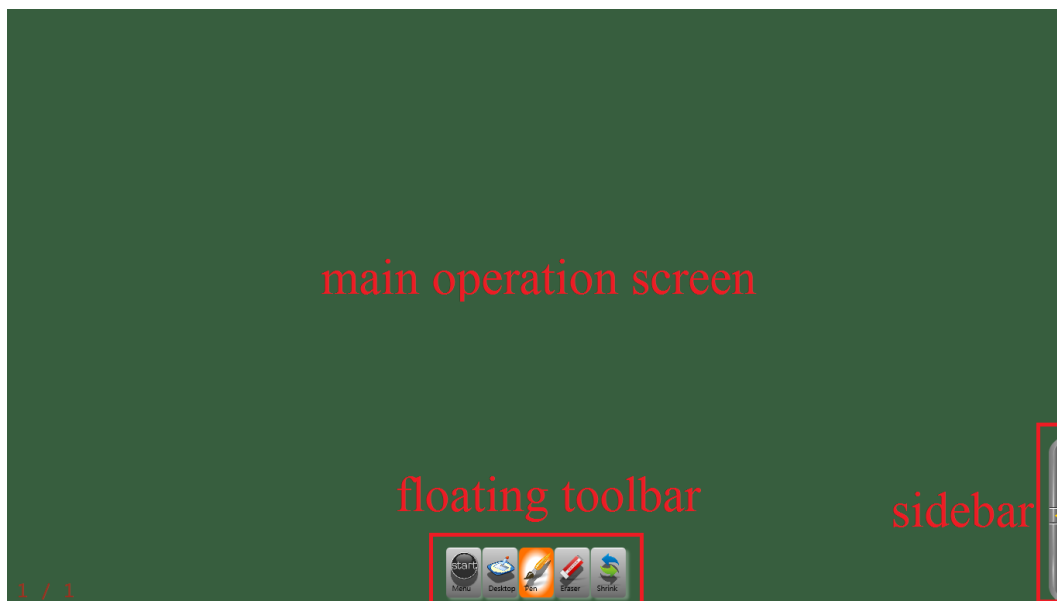 main operation screen
floating toolbar
sidebar
start
Menu Desktop Pen Eraser Shrink
1 / 1